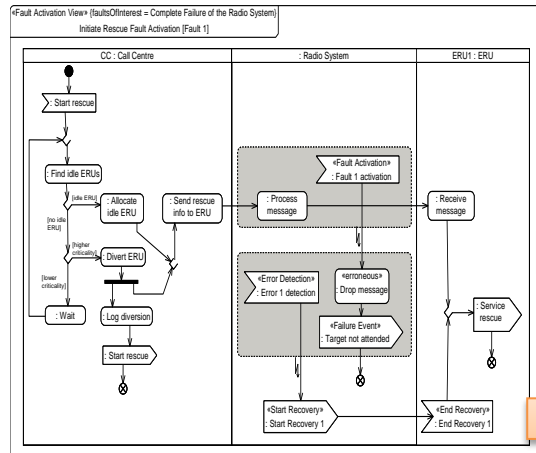 «Fault Activation View» {faultsOfInterest = Complete Failure of the Radio System}
Initiate Rescue Fault Activation [Fault 1]
CC : Call Centre
: Radio System
ERU1 : ERU
: Start rescue
: Find idle ERUs
[idle ERU]
: Allocate
idle ERU
: Send rescue
info to ERU
[no idle
ERU]
[higher
criticality]
: Divert ERU
[lower
criticality]
: Wait
: Log diversion
: Start rescue
«Fault Activation»
: Fault 1 activation
: Process
message
«Error Detection»
: Error 1 detection
«erroneous»
: Drop message
«Failure Event»
: Target not attended
«Start Recovery»
: Start Recovery 1
: Receive
message
: Service
rescue
«End Recovery»
: End Recovery 1